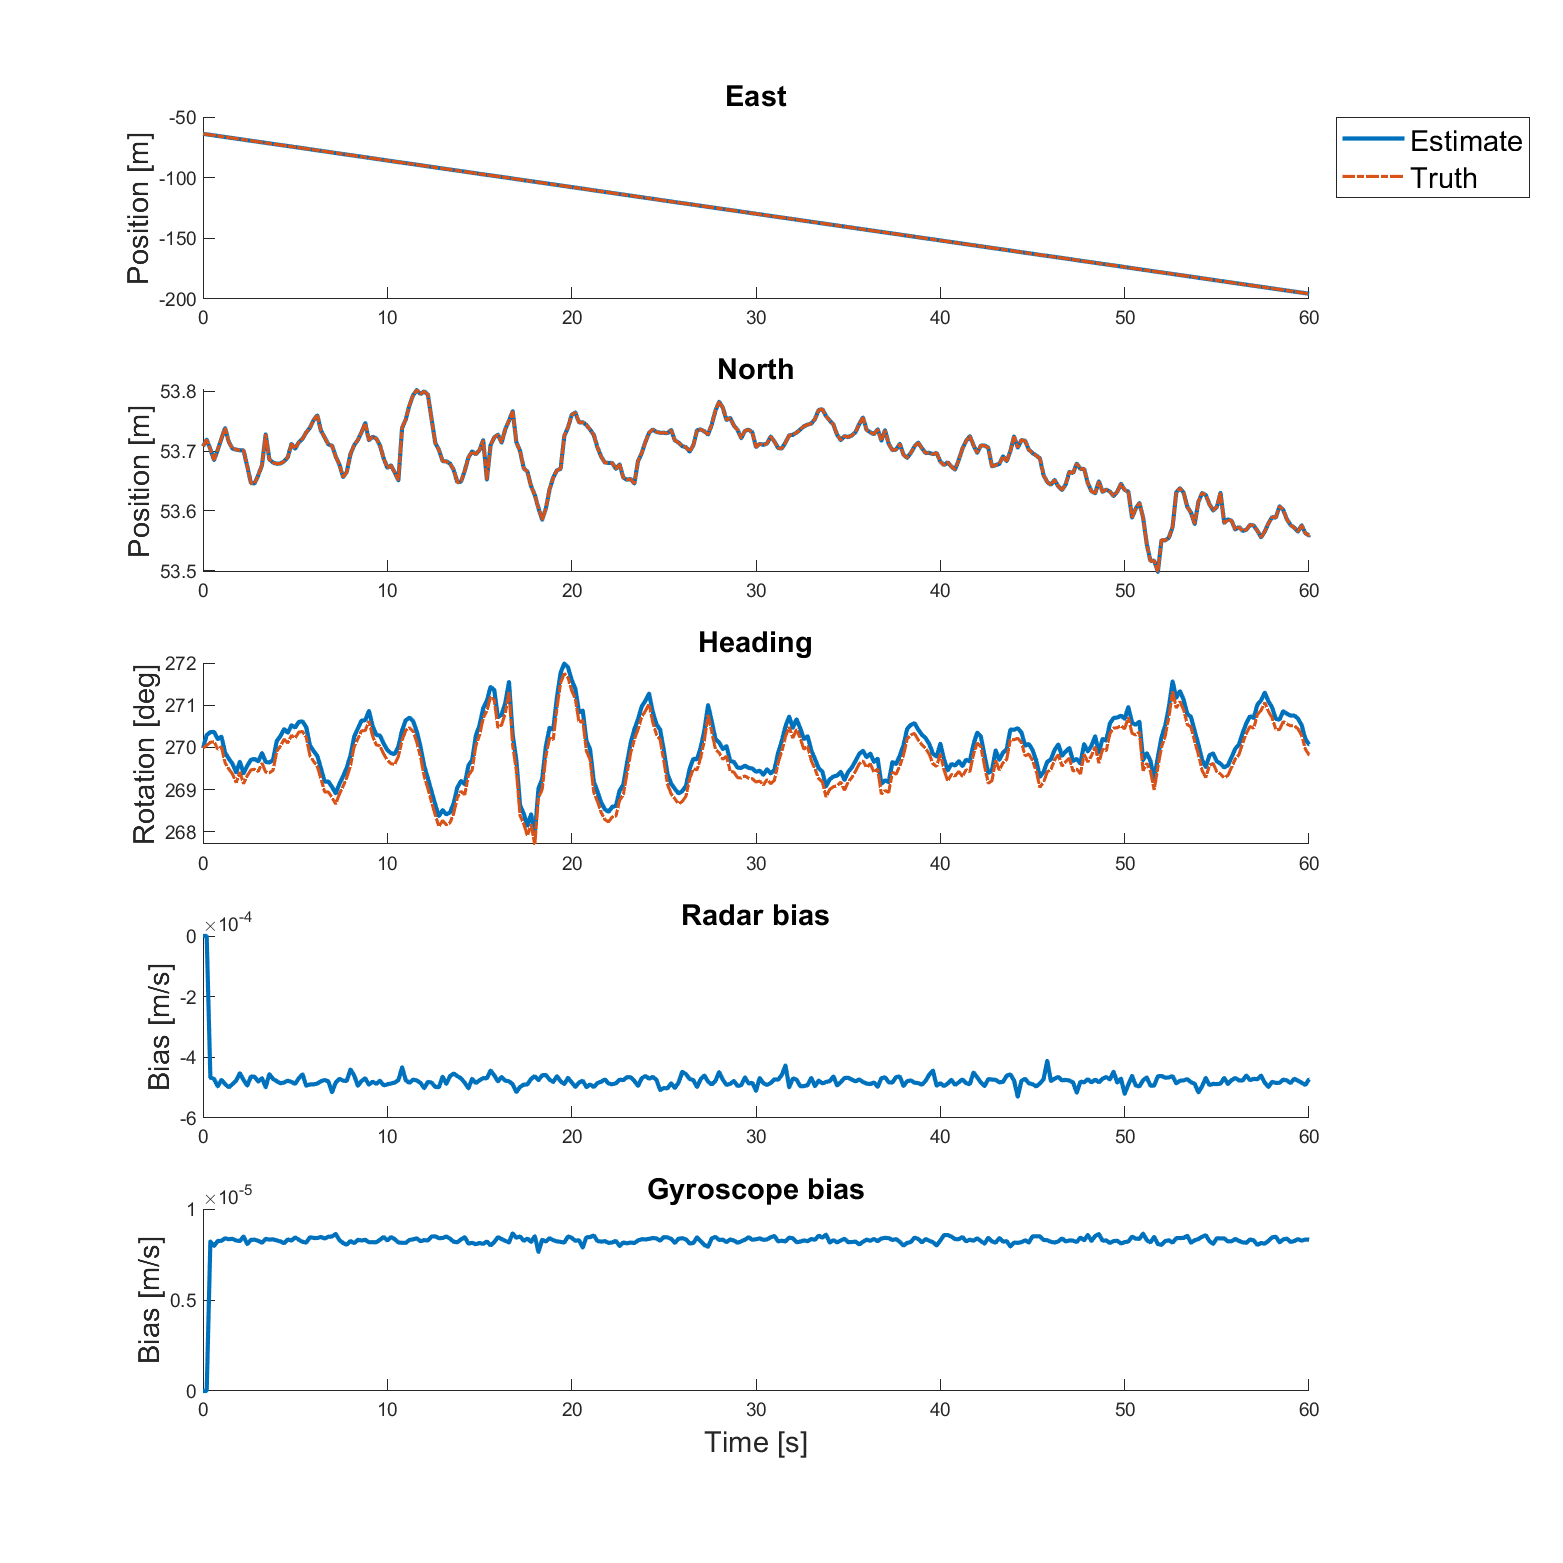 East
Position [m]
-50
-100
-150
-200
0 10 20 30 40 50 60
Estimate
Truth
North
Position [m]
53.8
53.7
53.6
53.5
0 10 20 30 40 50 60
Heading
Rotation [deg]
272
271
270
269
268
0 10 20 30 40 50 60
Radar bias
×10^-4
Bias [m/s]
0
-2
-4
-6
0 10 20 30 40 50 60
Gyroscope bias
×10^-5
Bias [m/s]
1
0.5
0
0 10 20 30 40 50 60
Time [s]